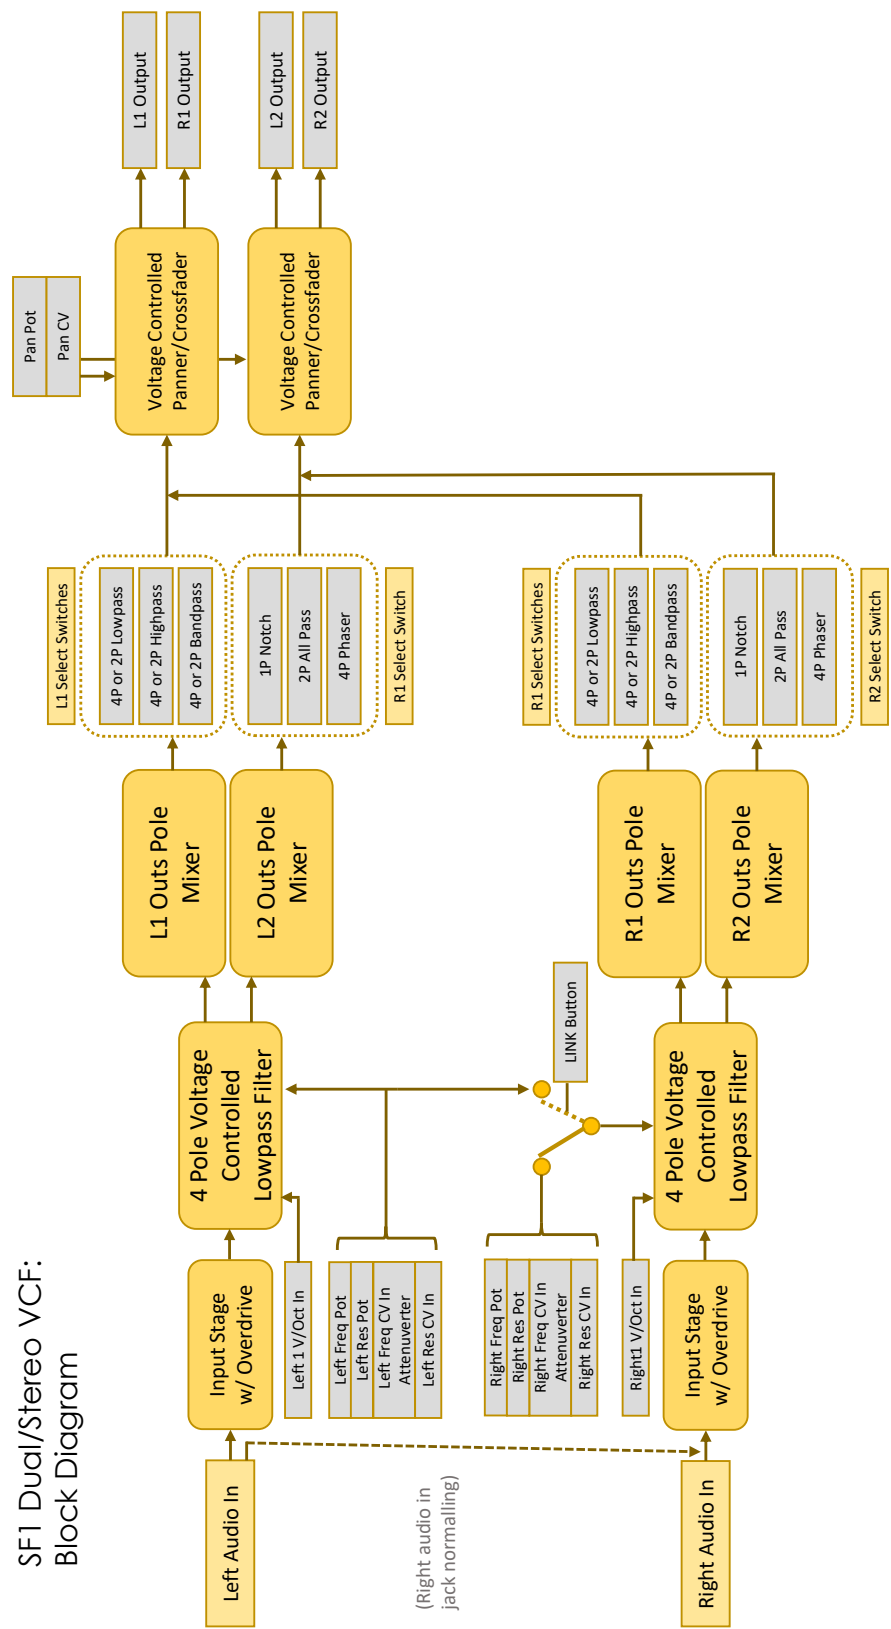 SF1 Dual/Stereo VCF:
Block Diagram
Left Audio In
Input Stage
w/ Overdrive
Left 1 V/Oct In
4 Pole Voltage
Controlled
Lowpass Filter
L1 Outs Pole
Mixer
L2 Outs Pole
Mixer
L1 Select Switches
4P or 2P Lowpass
4P or 2P Highpass
4P or 2P Bandpass
1P Notch
2P All Pass
4P Phaser
R1 Select Switch
Pan Pot
Pan CV
Voltage Controlled
Panner/Crossfader
Voltage Controlled
Panner/Crossfader
L1 Output
R1 Output
L2 Output
R2 Output
Left Freq Pot
Left Res Pot
Left Freq CV In
Attenuverter
Left Res CV In
(Right audio in
jack normalling)
Right Freq Pot
Right Res Pot
Right Freq CV In
Attenuverter
Right Res CV In
LINK Button
Right1 V/Oct In
Right Audio In
Input Stage
w/ Overdrive
4 Pole Voltage
Controlled
Lowpass Filter
R1 Outs Pole
Mixer
R2 Outs Pole
Mixer
R1 Select Switches
4P or 2P Lowpass
4P or 2P Highpass
4P or 2P Bandpass
1P Notch
2P All Pass
4P Phaser
R2 Select Switch